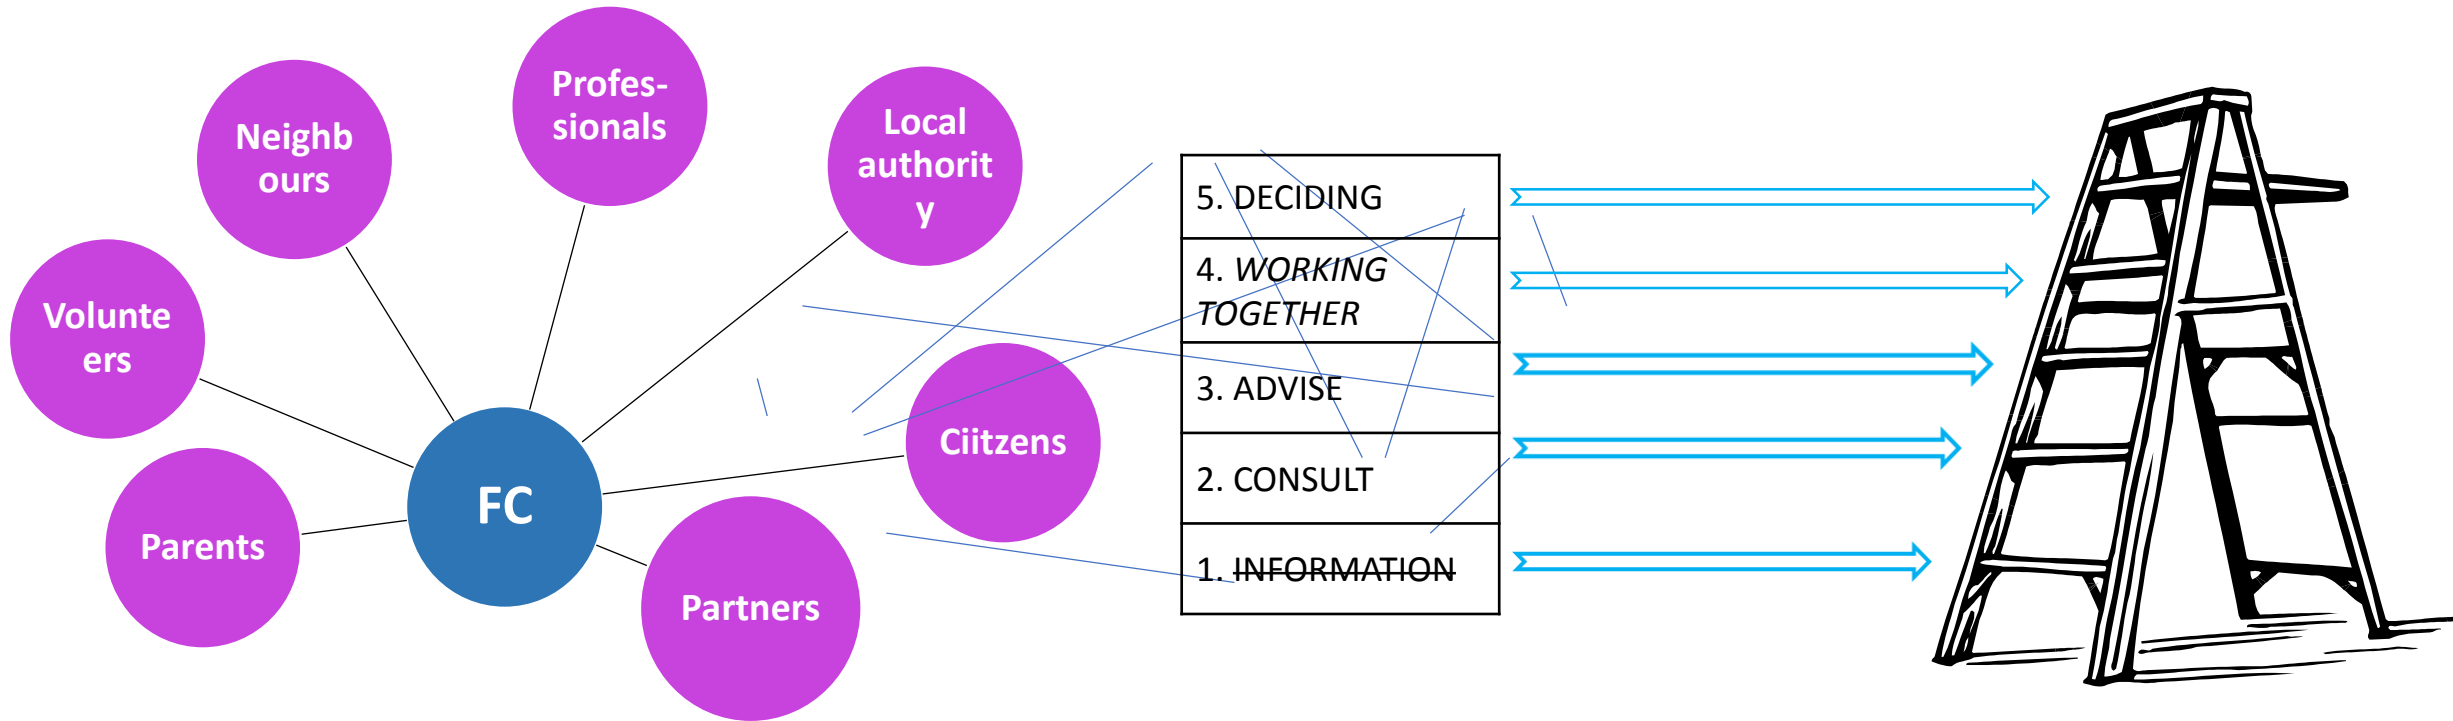 Profes-
sionals
Neighb
ours
Local
authorit
y
Volunte
ers
Ciitzens
FC
Parents
Partners
5. DECIDING
4. WORKING
TOGETHER
3. ADVISE
2. CONSULT
1. INFORMATION